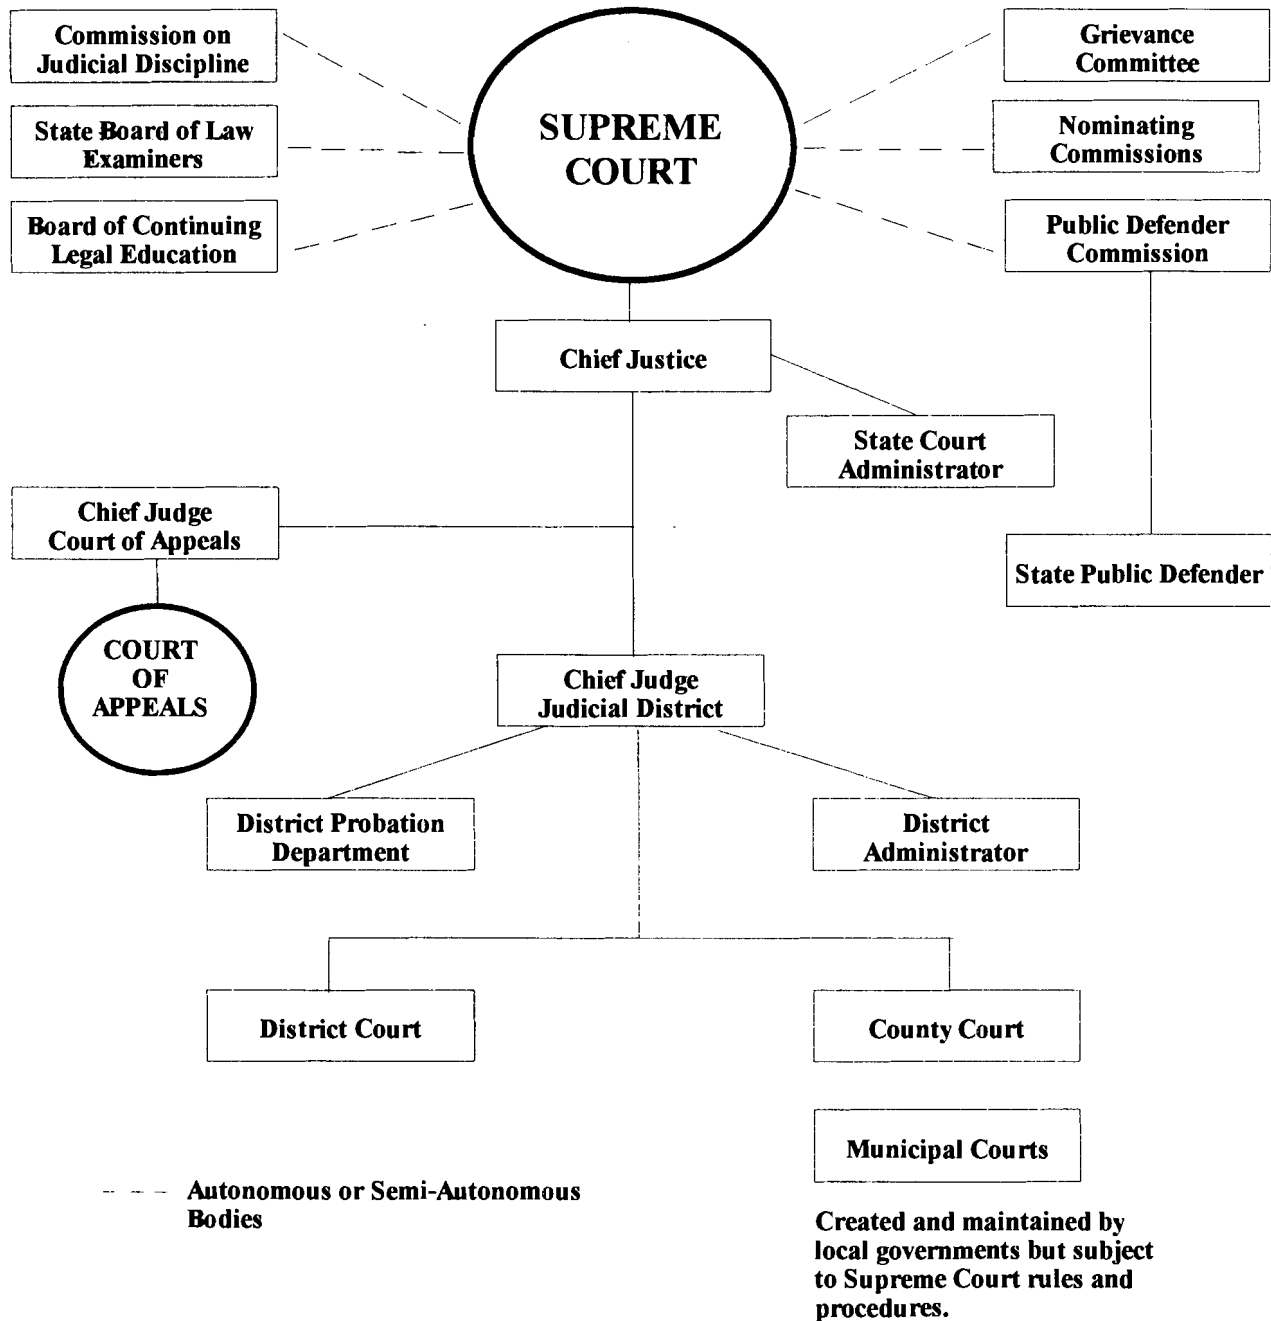 Commission on
Judicial Discipline
State Board of Law
Examiners
Board of Continuing
Legal Education
SUPREME
COURT
Grievance
Committee
Nominating
Commissions
Public Defender
Commission
Chief Justice
State Court
Administrator
Chief Judge
Court of Appeals
State Public Defender
COURT
OF
APPEALS
Chief Judge
Judicial District
District Probation
Department
District
Administrator
District Court
County Court
Municipal Courts
Autonomous or Semi-Autonomous
Bodies
Created and maintained by
local governments but subject
to Supreme Court rules and
procedures.